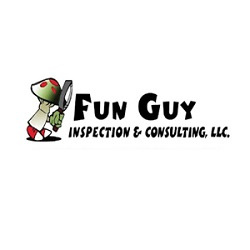 FUN GUY
INSPECTION & CONSULTING, LLC.